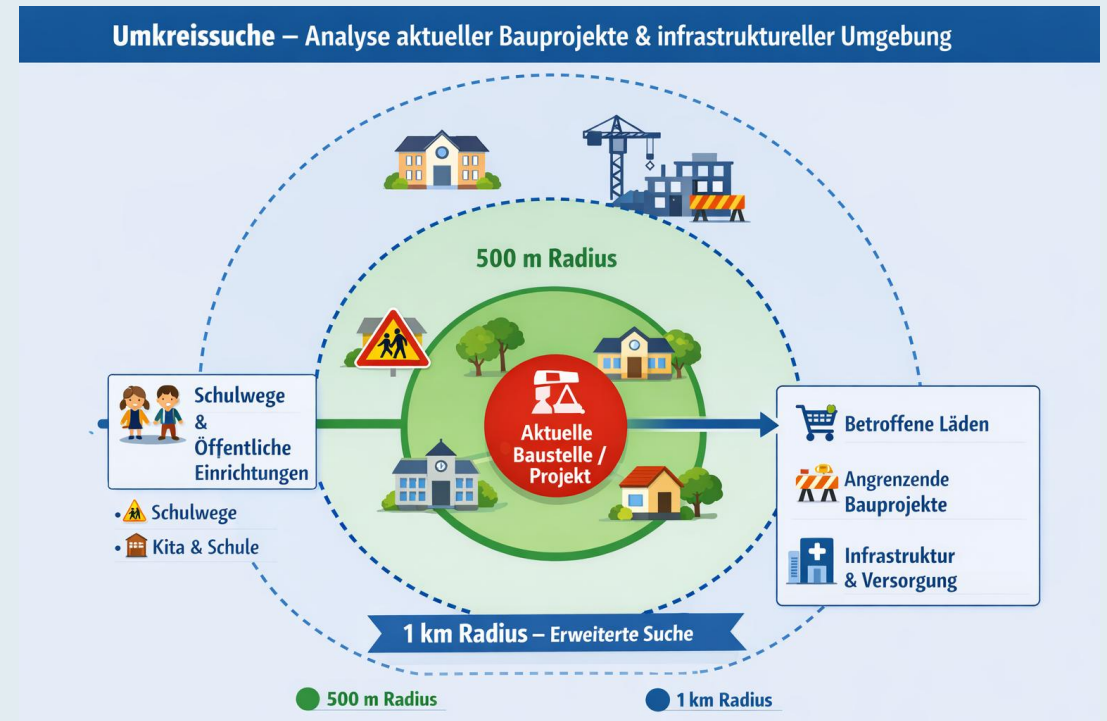 Umkreissuche – Analyse aktueller Bauprojekte & infrastruktureller Umgebung
500 m Radius
Aktuelle
Baustelle /
Projekt
Schulwege
&
Öffentliche
Einrichtungen
• Schulwege
• Kita & Schule
Betroffene Läden
Angrenzende
Bauprojekte
Infrastruktur
& Versorgung
1 km Radius – Erweiterte Suche
500 m Radius
1 km Radius